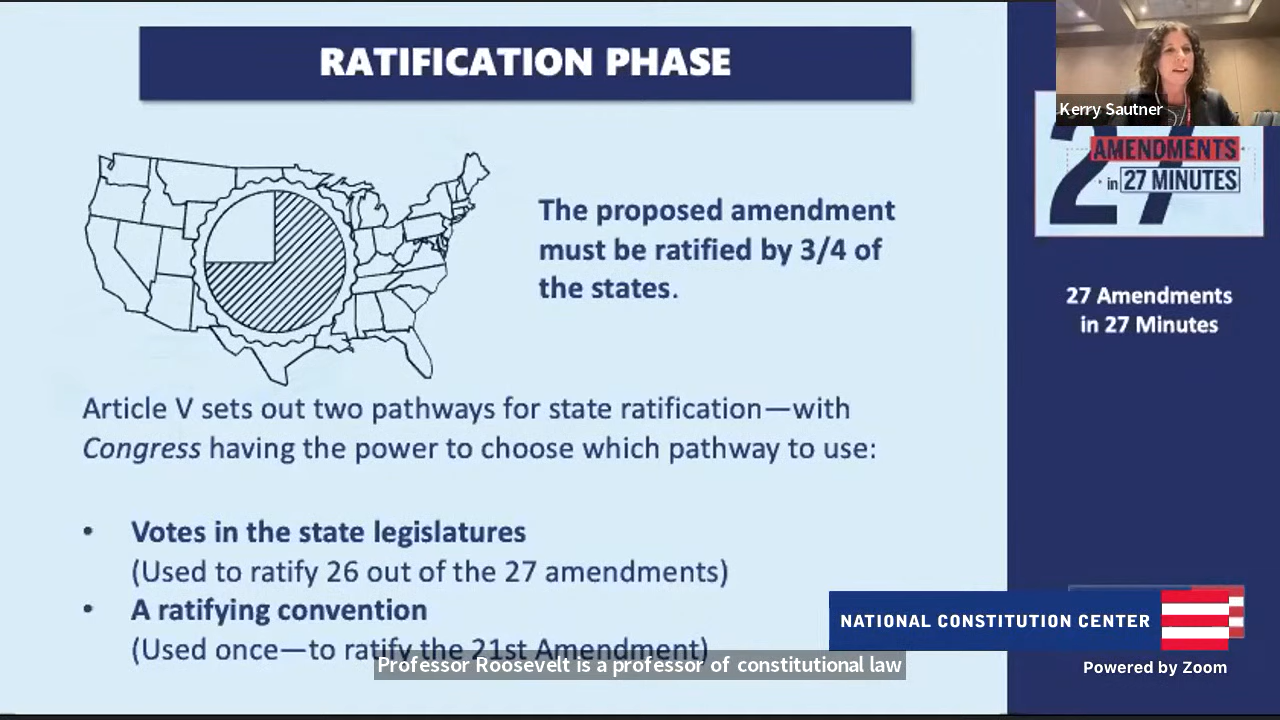 RATIFICATION PHASE
Kerry Sautner
27
AMENDMENTS
in 27 MINUTES
The proposed amendment
must be ratified by 3/4 of
the states.
27 Amendments
in 27 Minutes
Article V sets out two pathways for state ratification—with
Congress having the power to choose which pathway to use:
• Votes in the state legislatures
(Used to ratify 26 out of the 27 amendments)
• A ratifying convention
(Used once—to ratify the 21st Amendment)
NATIONAL CONSTITUTION CENTER
Professor Roosevelt is a professor of constitutional law
Powered by Zoom